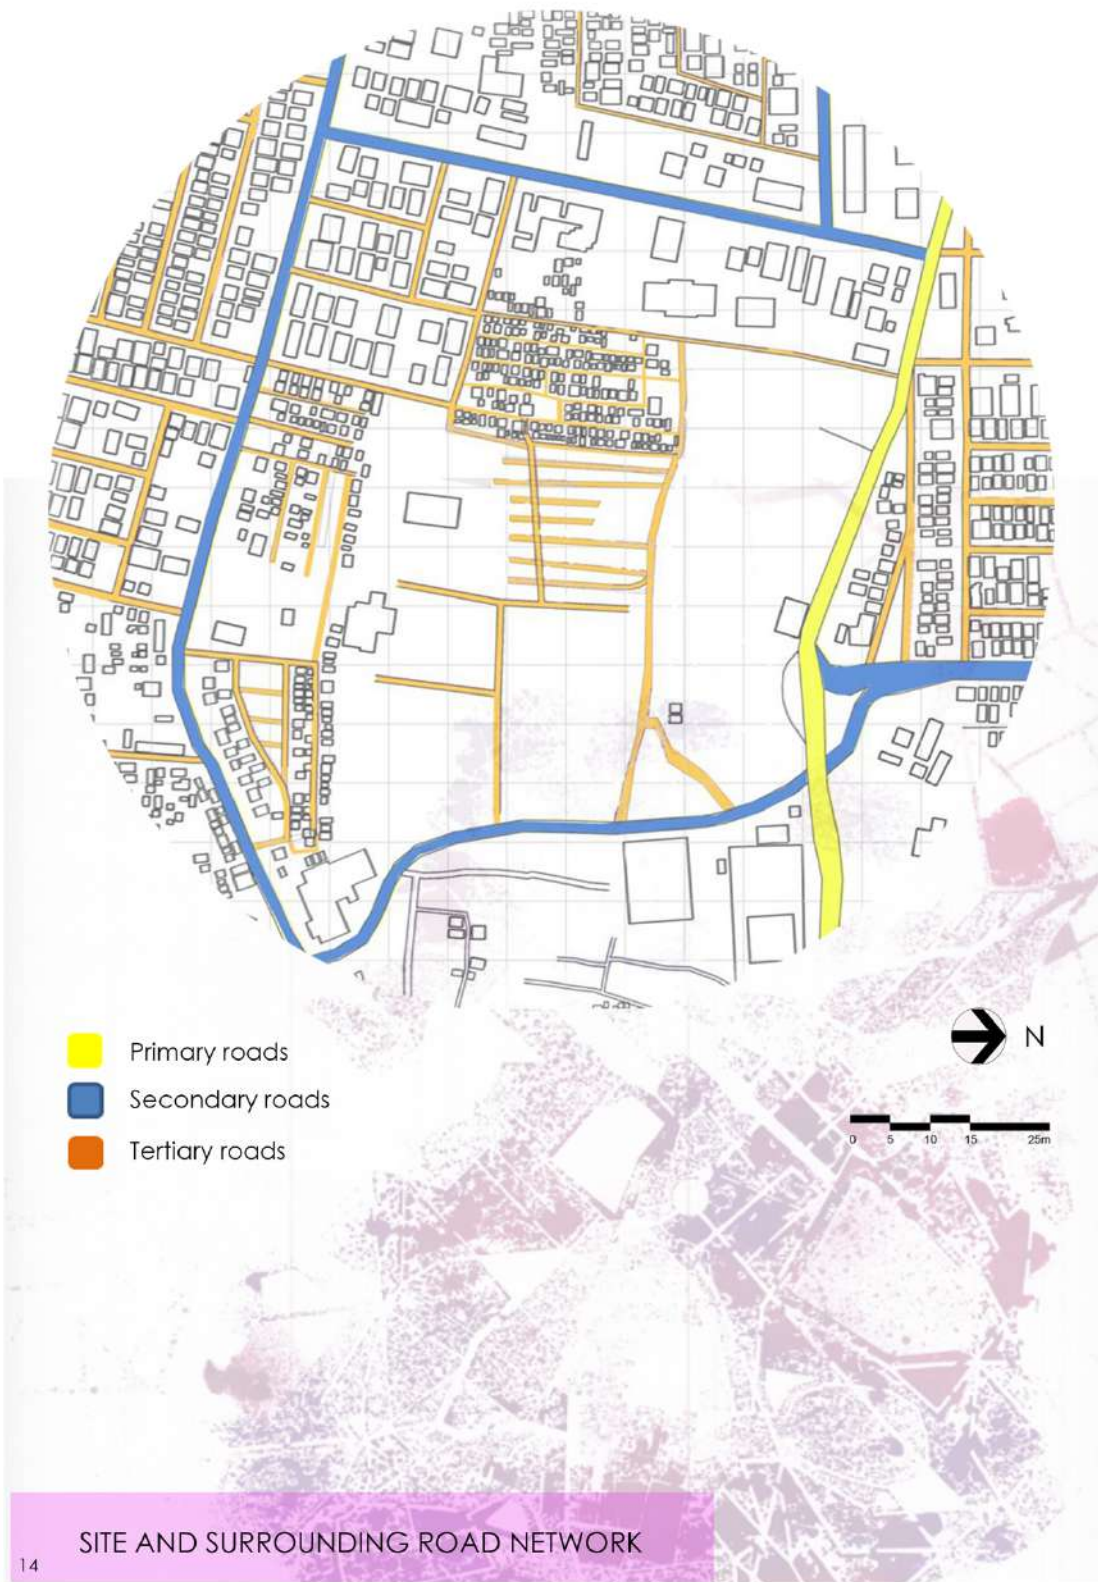 Primary roads
Secondary roads
Tertiary roads
N
0 5 10 15 25m
SITE AND SURROUNDING ROAD NETWORK
14